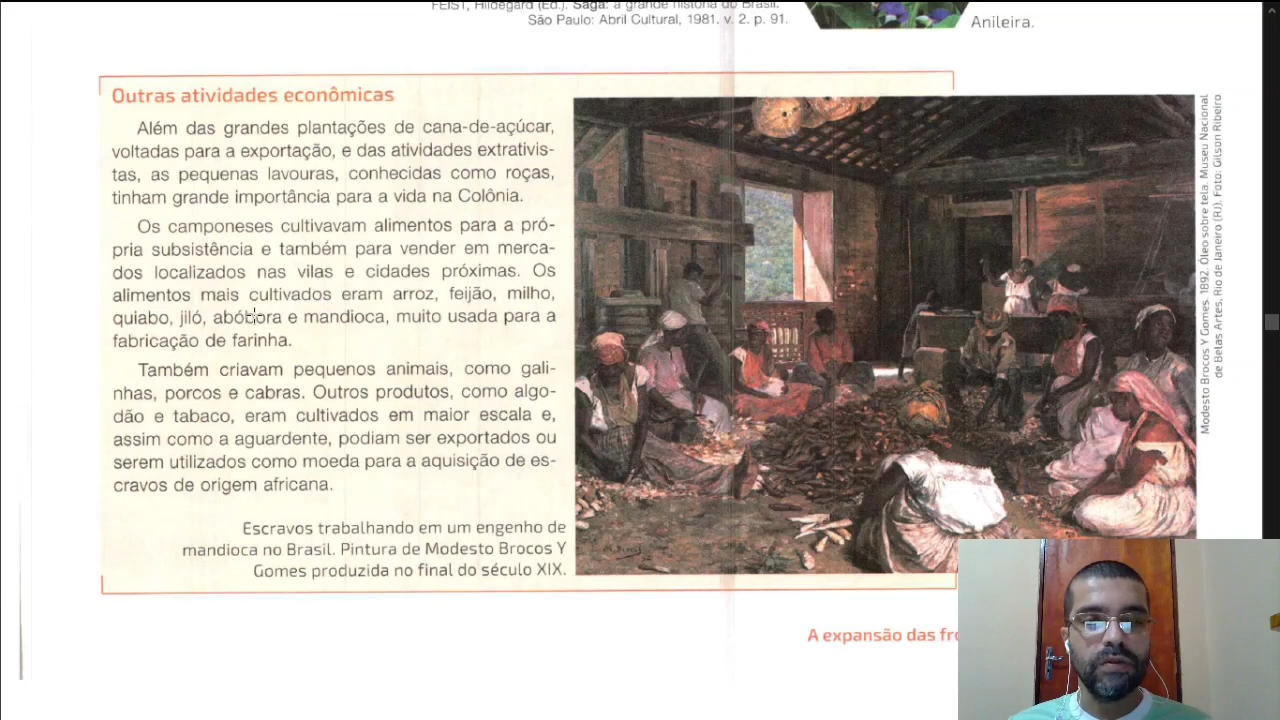 FEIST, Hildegard (Ed.). Saga: a grande história do Brasil.
São Paulo: Abril Cultural, 1981. v. 2. p. 91.
Anileira.
Outras atividades econômicas
Além das grandes plantações de cana-de-açúcar,
voltadas para a exportação, e das atividades extrativis-
tas, as pequenas lavouras, conhecidas como roças,
tinham grande importância para a vida na Colônia.
Os camponeses cultivavam alimentos para a pró-
pria subsistência e também para vender em merca-
dos localizados nas vilas e cidades próximas. Os
alimentos mais cultivados eram arroz, feijão, milho,
quiabo, jiló, abóbora e mandioca, muito usada para a
fabricação de farinha.
Também criavam pequenos animais, como gali-
nhas, porcos e cabras. Outros produtos, como algo-
dão e tabaco, eram cultivados em maior escala e,
assim como a aguardente, podiam ser exportados ou
serem utilizados como moeda para a aquisição de es-
cravos de origem africana.
Escravos trabalhando em um engenho de
mandioca no Brasil. Pintura de Modesto Brocos Y
Gomes produzida no final do século XIX.
Modesto Brocos Y Gomes. 1892. Óleo sobre tela. Museu Nacional
de Belas Artes, Rio de Janeiro (RJ). Foto: Gilson Ribeiro
A expansão das fro